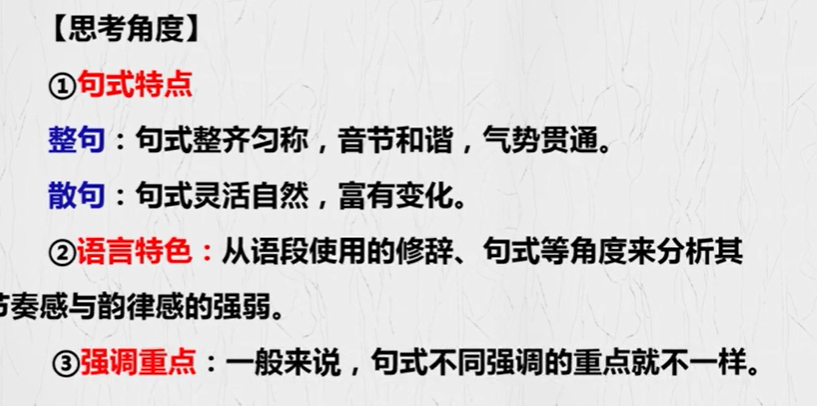 【思考角度】
①句式特点
整句：句式整齐匀称，音节和谐，气势贯通。
散句：句式灵活自然，富有变化。
②语言特色：从语段使用的修辞、句式等角度来分析其
节奏感与韵律感的强弱。
③强调重点：一般来说，句式不同强调的重点就不一样。